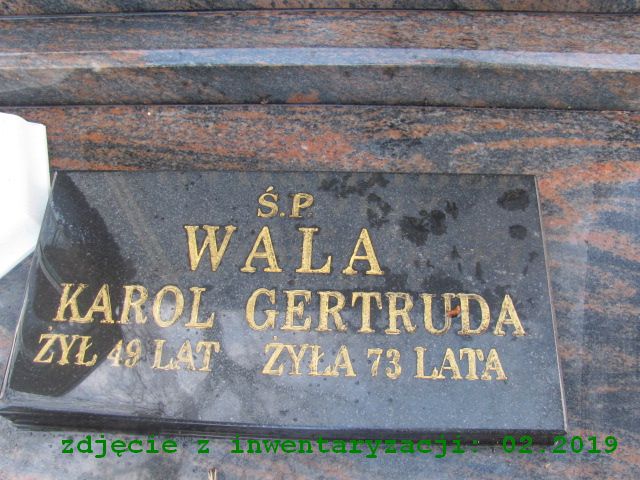 Ś.P.
WALA
KAROL GERTRUDA
ŻYŁ 49 LAT ŻYŁA 73 LATA
zdjęcie z inwentaryzacji: 02.2019